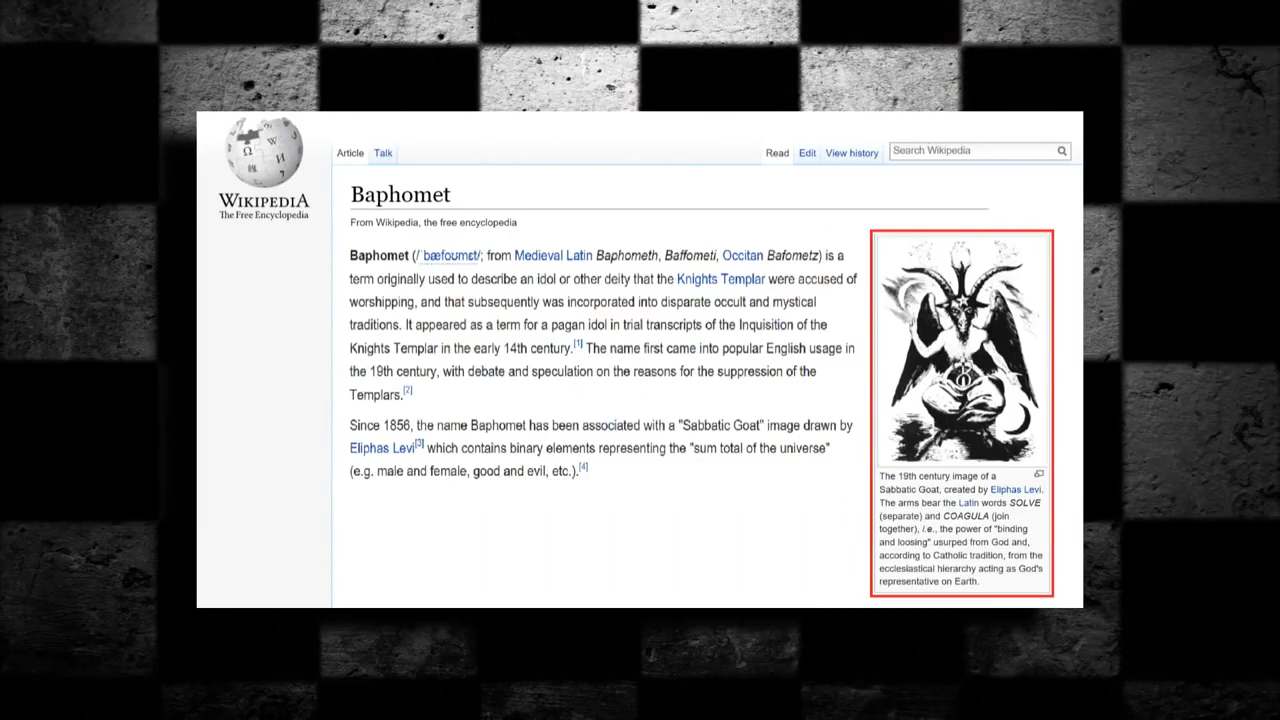 WIKIPEDIA
The Free Encyclopedia
Article Talk
Read Edit View history Search Wikipedia
Baphomet
From Wikipedia, the free encyclopedia
Baphomet (/ˈbæfoʊmɛt/; from Medieval Latin Baphometh, Baffometi, Occitan Bafometz) is a
term originally used to describe an idol or other deity that the Knights Templar were accused of
worshipping, and that subsequently was incorporated into disparate occult and mystical
traditions. It appeared as a term for a pagan idol in trial transcripts of the Inquisition of the
Knights Templar in the early 14th century.[1] The name first came into popular English usage in
the 19th century, with debate and speculation on the reasons for the suppression of the
Templars.[2]
Since 1856, the name Baphomet has been associated with a "Sabbatic Goat" image drawn by
Eliphas Levi[3] which contains binary elements representing the "sum total of the universe"
(e.g. male and female, good and evil, etc.).[4]
The 19th century image of a
Sabbatic Goat, created by Eliphas Levi.
The arms bear the Latin words SOLVE
(separate) and COAGULA (join
together), i.e., the power of "binding
and loosing" usurped from God and,
according to Catholic tradition, from the
ecclesiastical hierarchy acting as God's
representative on Earth.